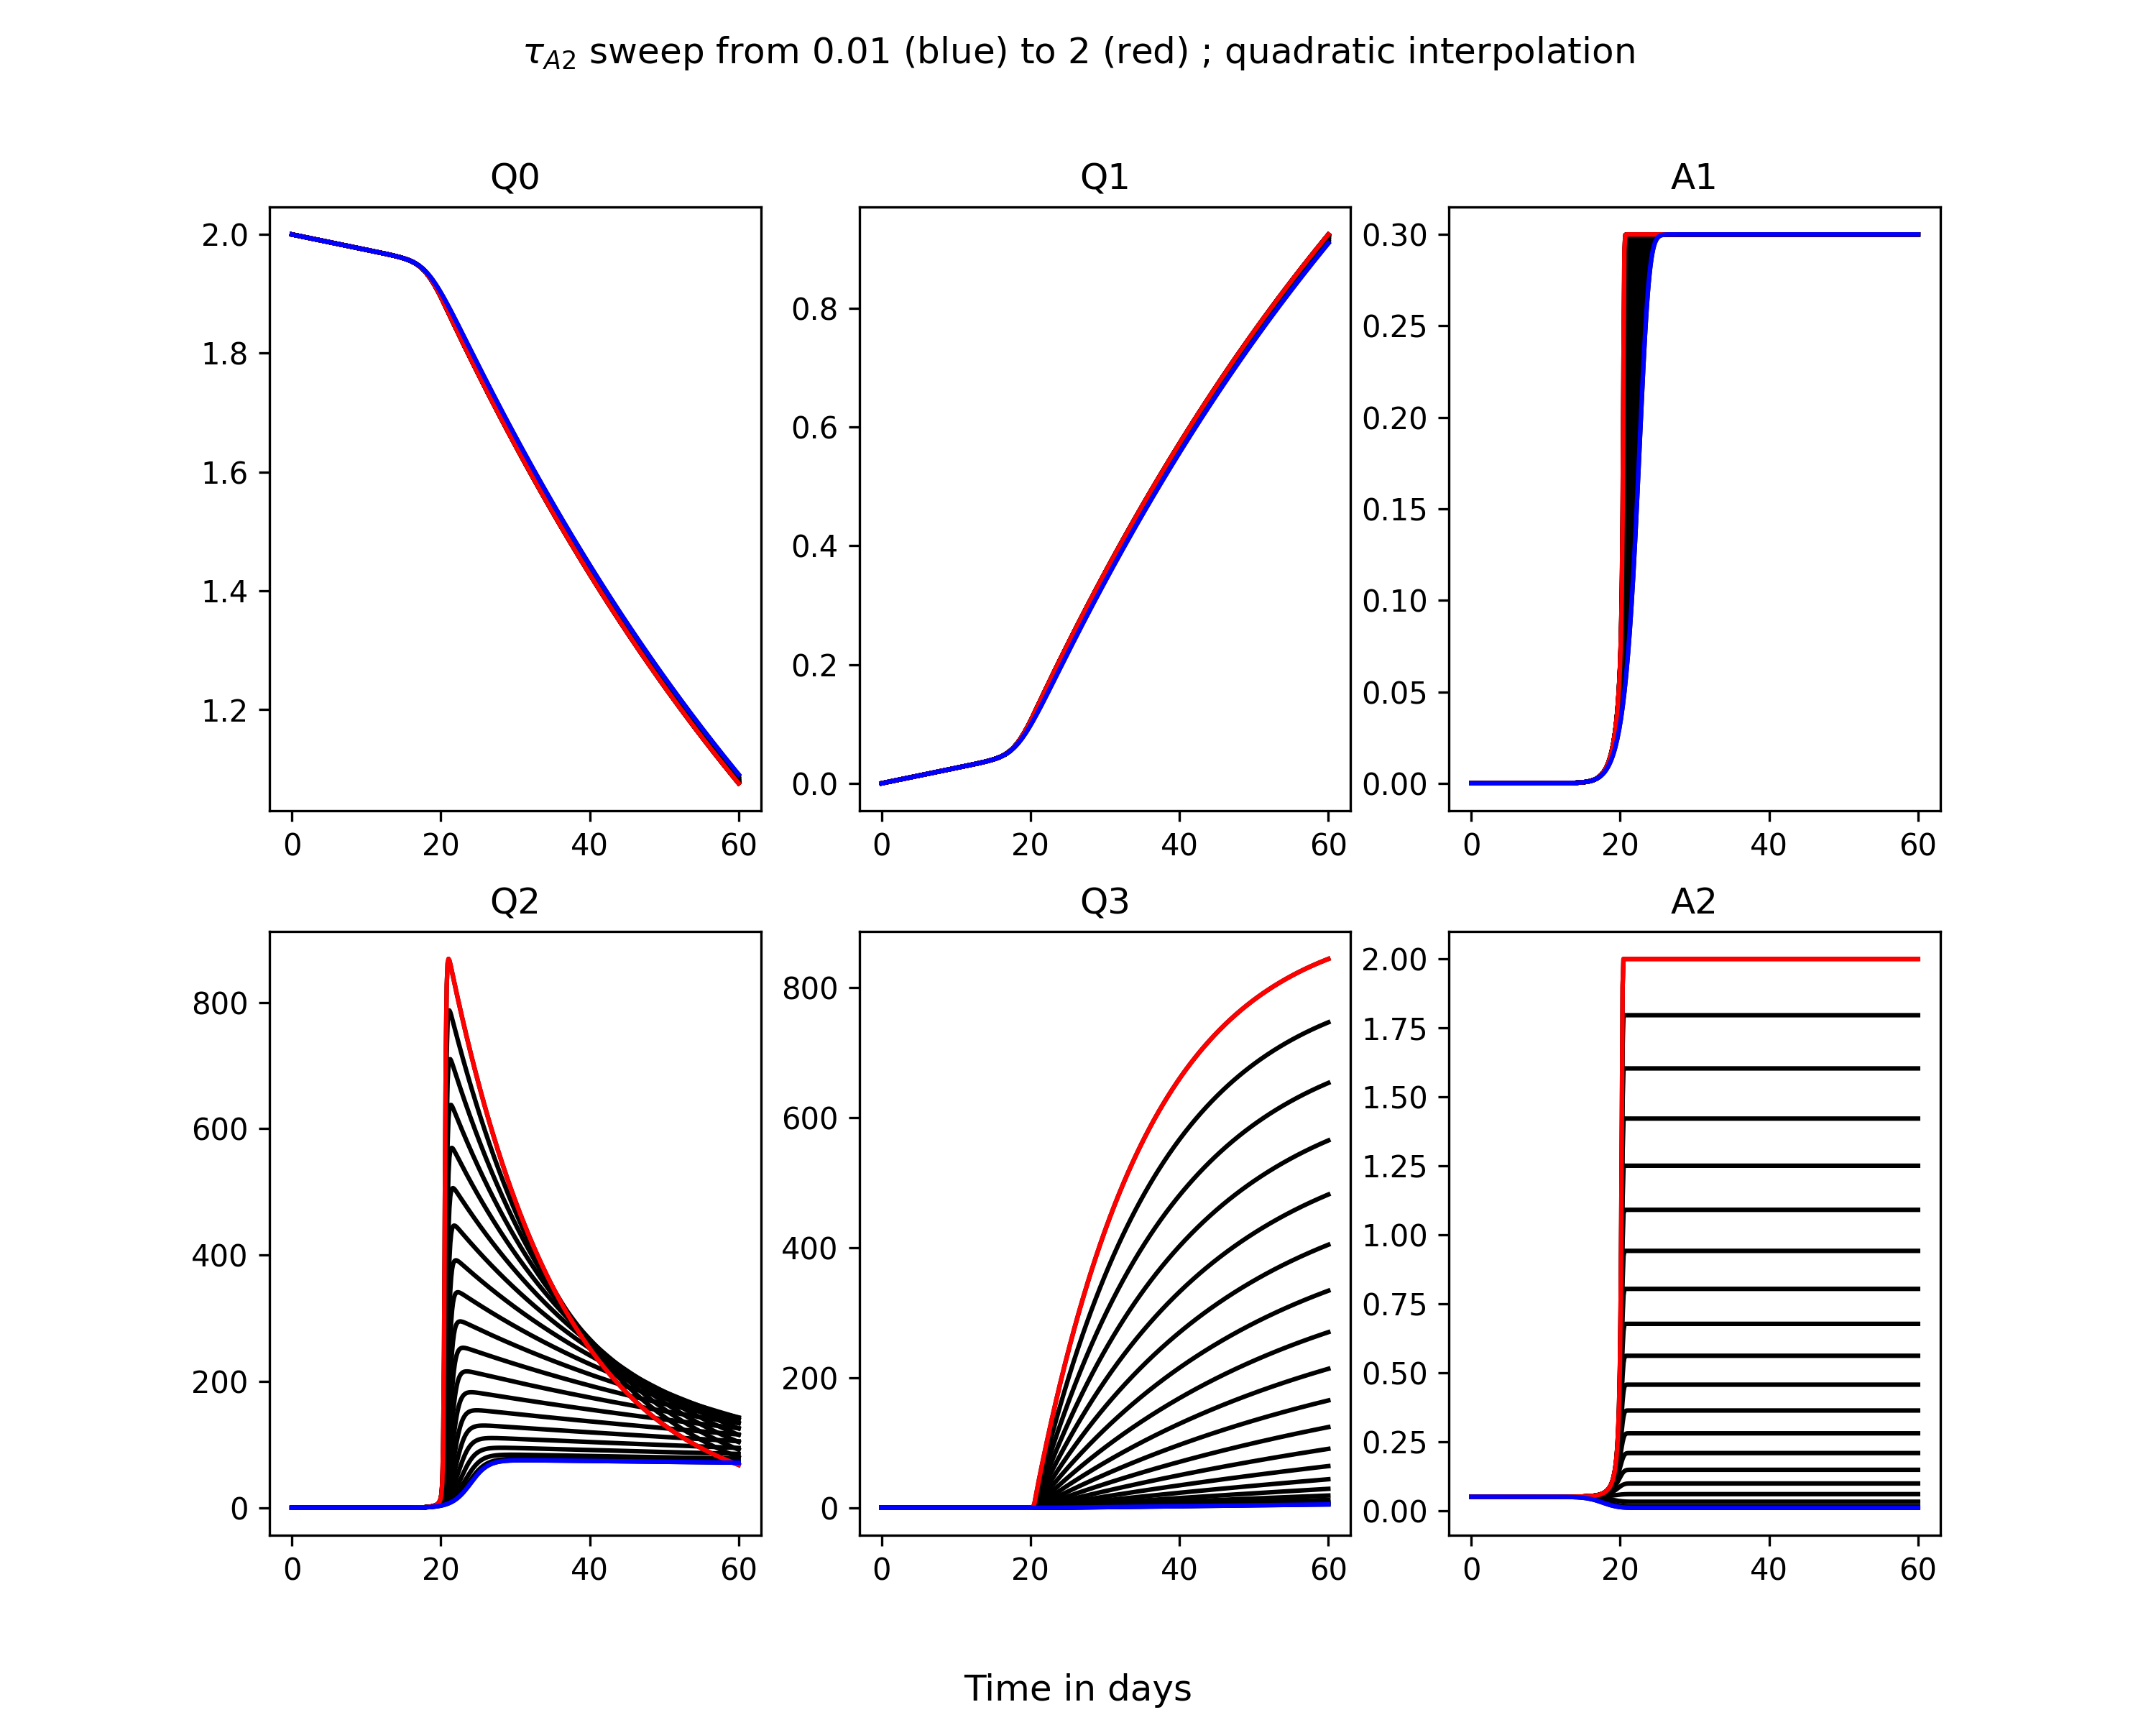 τA2 sweep from 0.01 (blue) to 2 (red) ; quadratic interpolation
Q0
Q1
A1
2.0
1.8
1.6
1.4
1.2
0 20 40 60
0.8
0.6
0.4
0.2
0.0
0 20 40 60
0.30
0.25
0.20
0.15
0.10
0.05
0.00
0 20 40 60
Q2
Q3
A2
800
600
400
200
0
0 20 40 60
800
600
400
200
0
0 20 40 60
2.00
1.75
1.50
1.25
1.00
0.75
0.50
0.25
0.00
0 20 40 60
Time in days